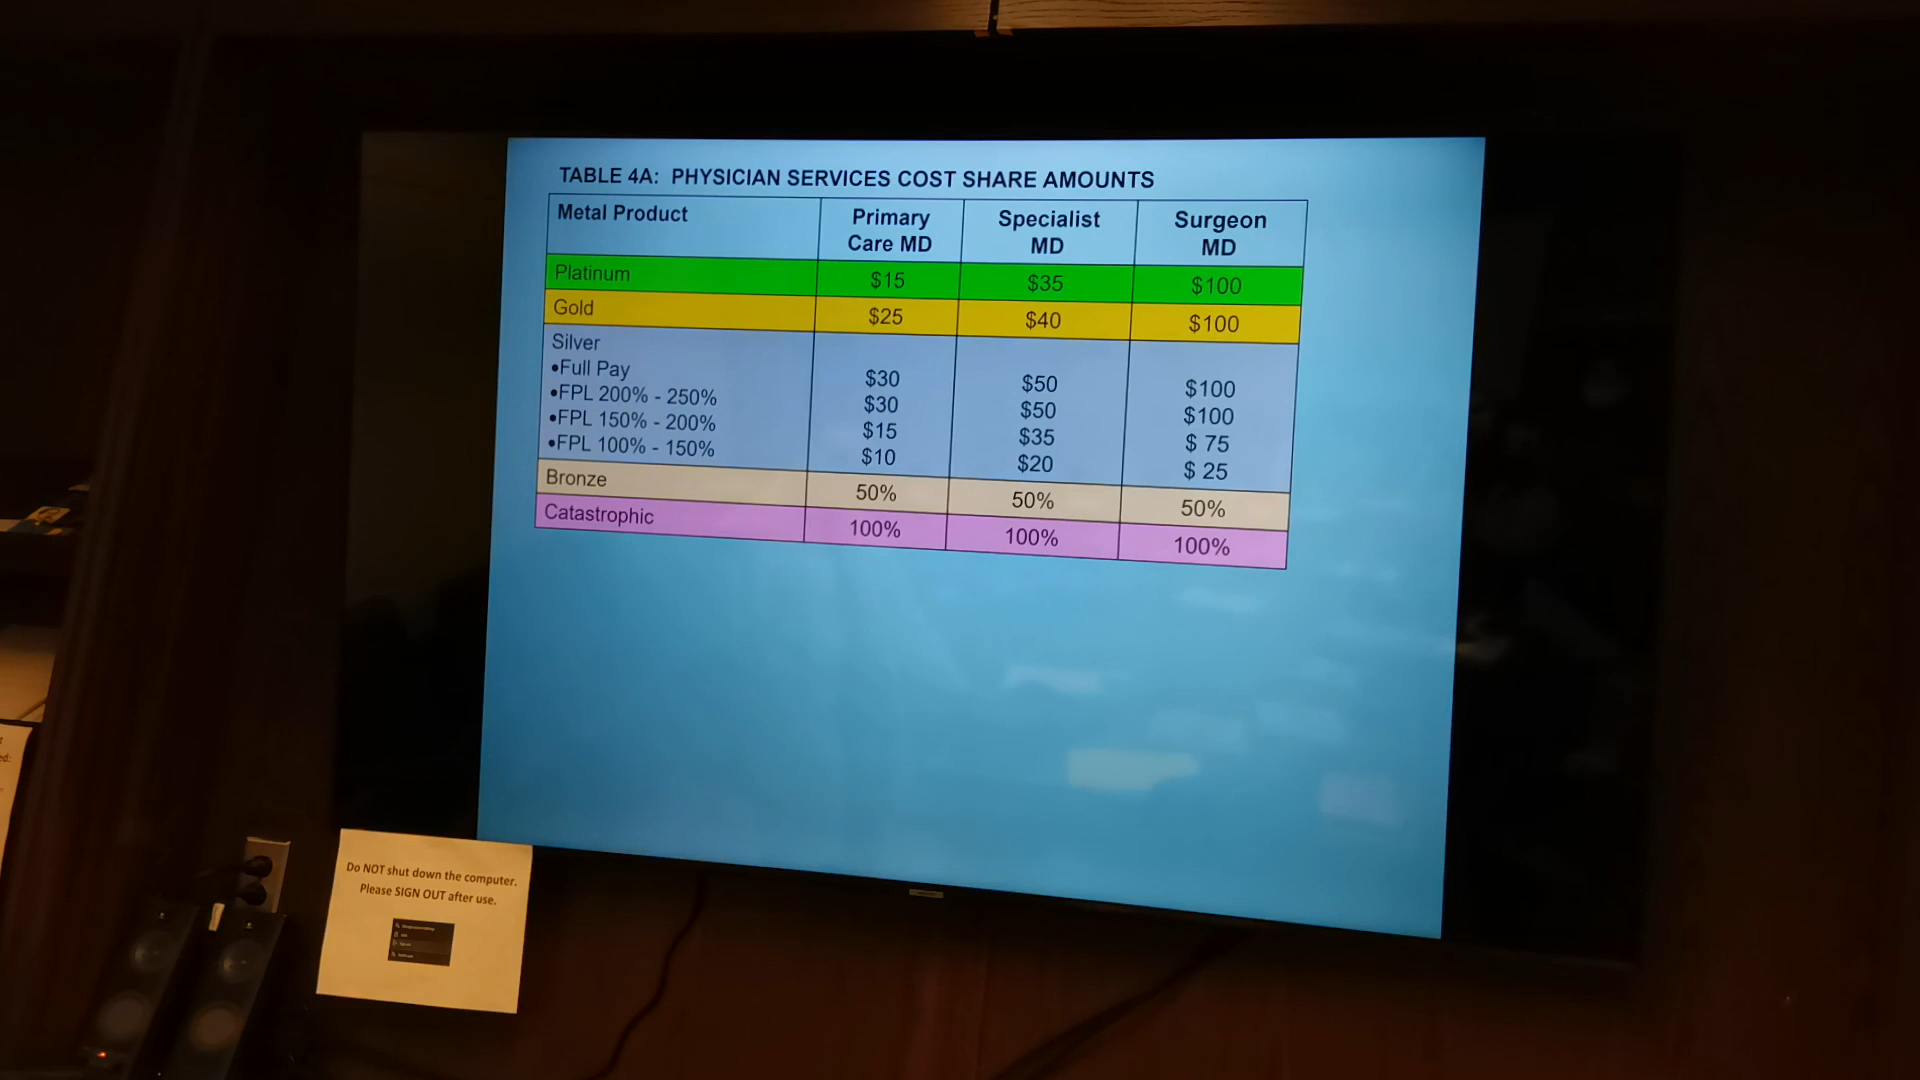 TABLE 4A: PHYSICIAN SERVICES COST SHARE AMOUNTS
Metal Product Primary Care MD Specialist MD Surgeon MD
Platinum $15 $35 $100
Gold $25 $40 $100
Silver
•Full Pay $30 $50 $100
•FPL 200% - 250% $30 $50 $100
•FPL 150% - 200% $15 $35 $ 75
•FPL 100% - 150% $10 $20 $ 25
Bronze 50% 50% 50%
Catastrophic 100% 100% 100%
Do NOT shut down the computer.
Please SIGN OUT after use.